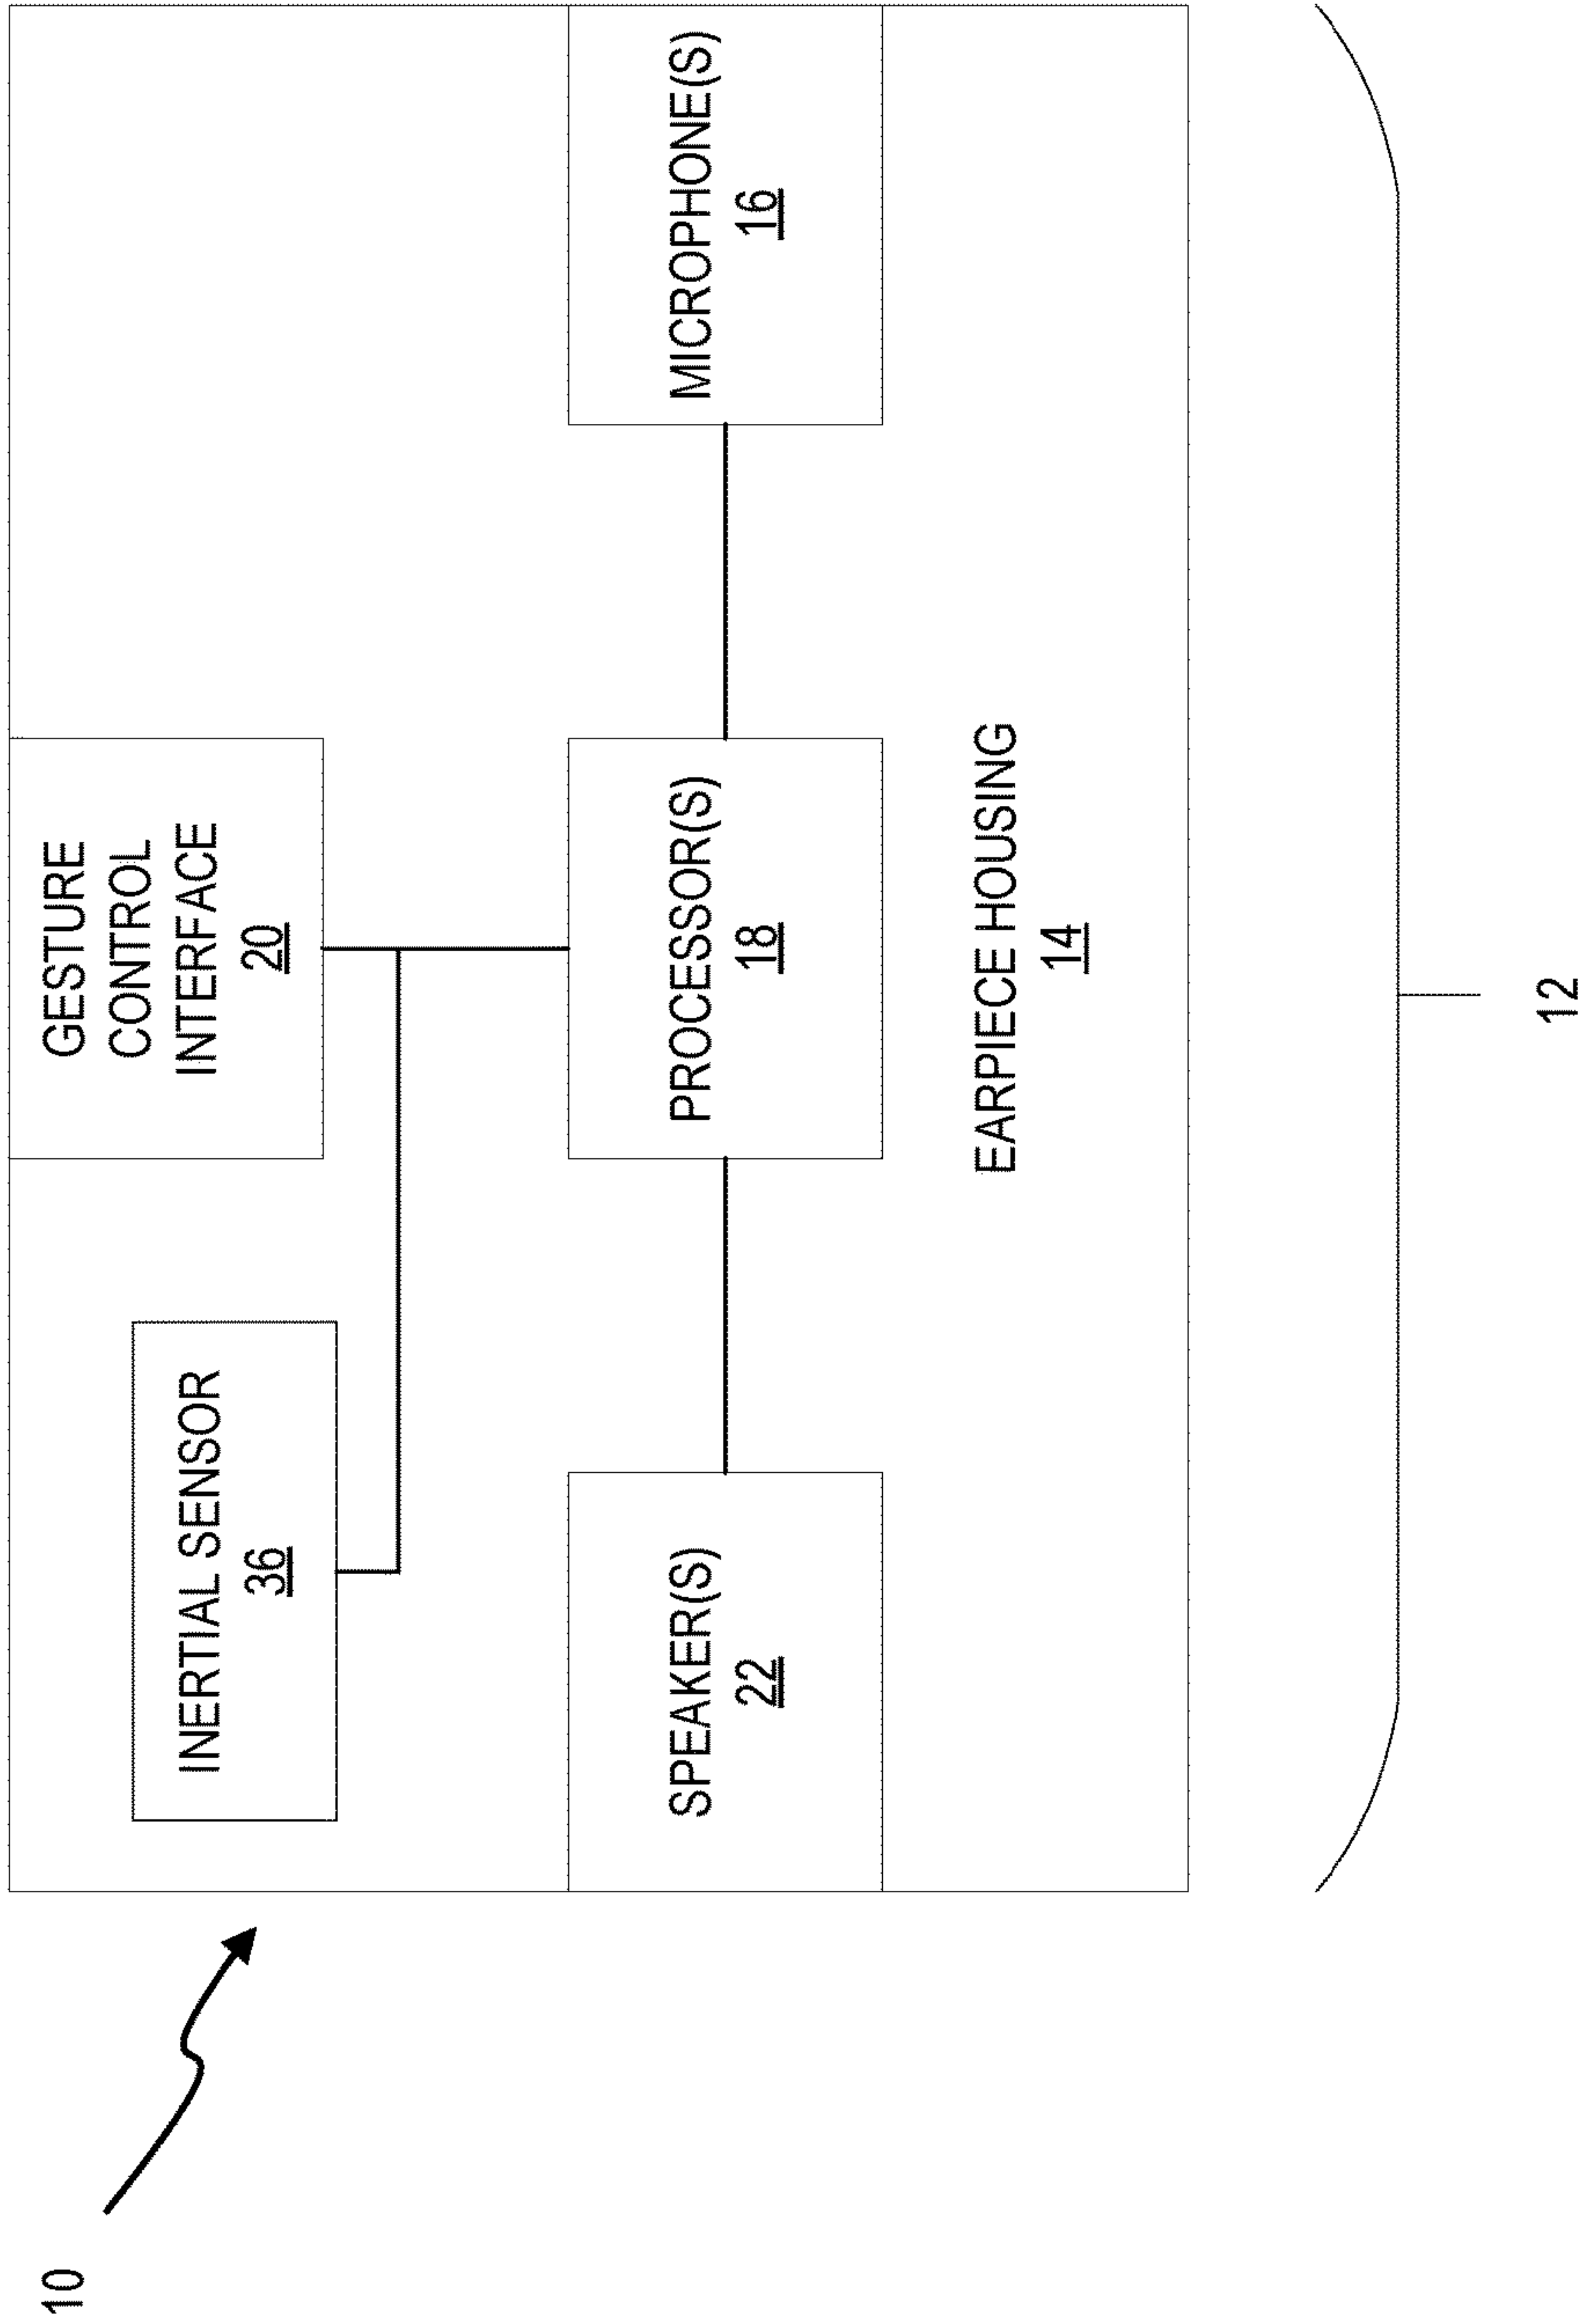 10
INERTIAL SENSOR
36
GESTURE
CONTROL
INTERFACE
20
SPEAKER(S)
22
PROCESSOR(S)
18
MICROPHONE(S)
16
EARPIECE HOUSING
14
12